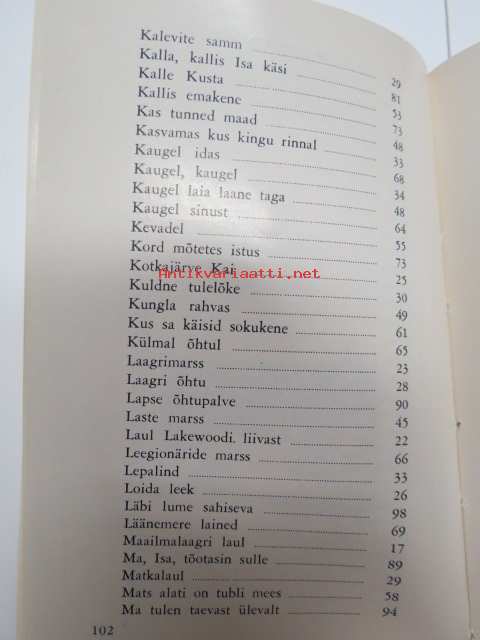 Kalevite samm 29
Kalla, kallis Isa käsi 81
Kalle Kusta 53
Kallis emakene 73
Kas tunned maad 48
Kasvamas kus kingu rinnal 33
Kaugel idas 68
Kaugel, kaugel 34
Kaugel laia laane taga 48
Kaugel sinust 64
Kevadel 55
Kord mõtetes istus 73
Kotkajärve Kai 25
Antikvariaatti.net
Kuldne tulelõke 30
Kungla rahvas 49
Kus sa käisid sokukene 61
Külmal õhtul 65
Laagrimarss 23
Laagri õhtu 28
Lapse õhtupalve 90
Laste marss 45
Laul Lakewoodi. liivast 22
Leegionäride marss 66
Lepalind 33
Loida leek 26
Läbi lume sahiseva 98
Läänemere lained 69
Maailmalaagri laul 17
Ma, Isa, tõotasin sulle 89
Matkalaul 29
Mats alati on tubli mees 58
Ma tulen taevast ülevalt 94
102